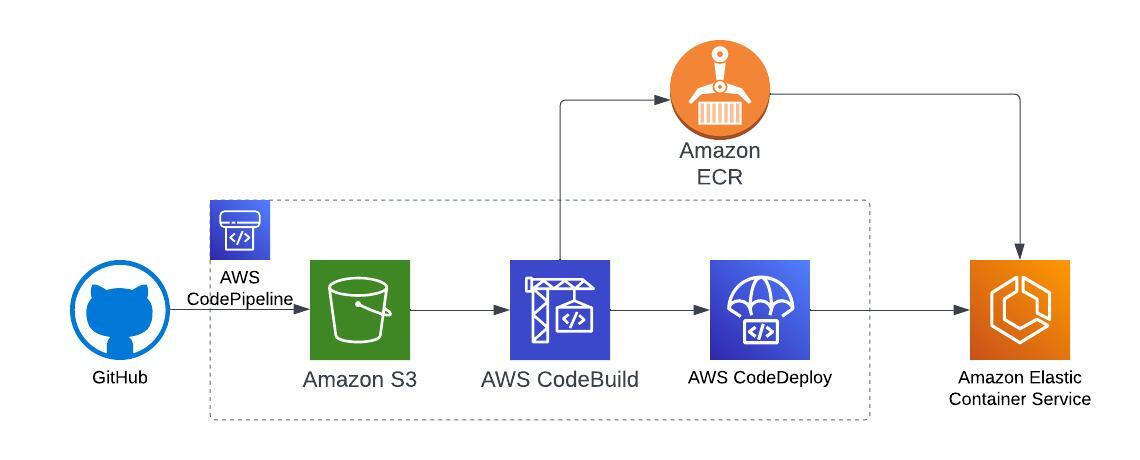 Amazon
ECR
AWS
CodePipeline
GitHub
Amazon S3
AWS CodeBuild
AWS CodeDeploy
Amazon Elastic
Container Service